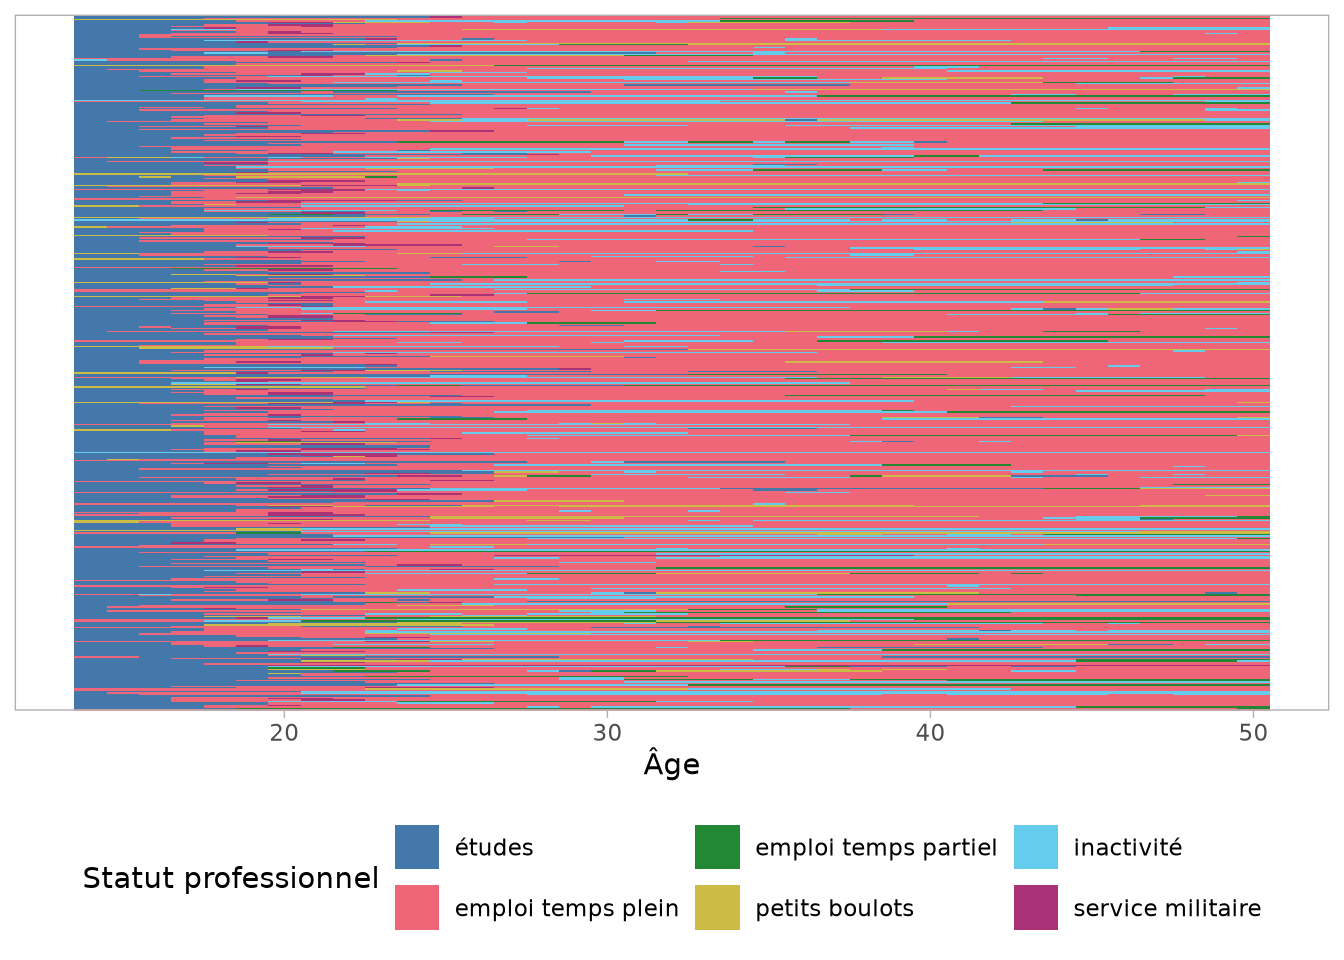 20 30 40 50
Âge
Statut professionnel
études emploi temps partiel inactivité
emploi temps plein petits boulots service militaire